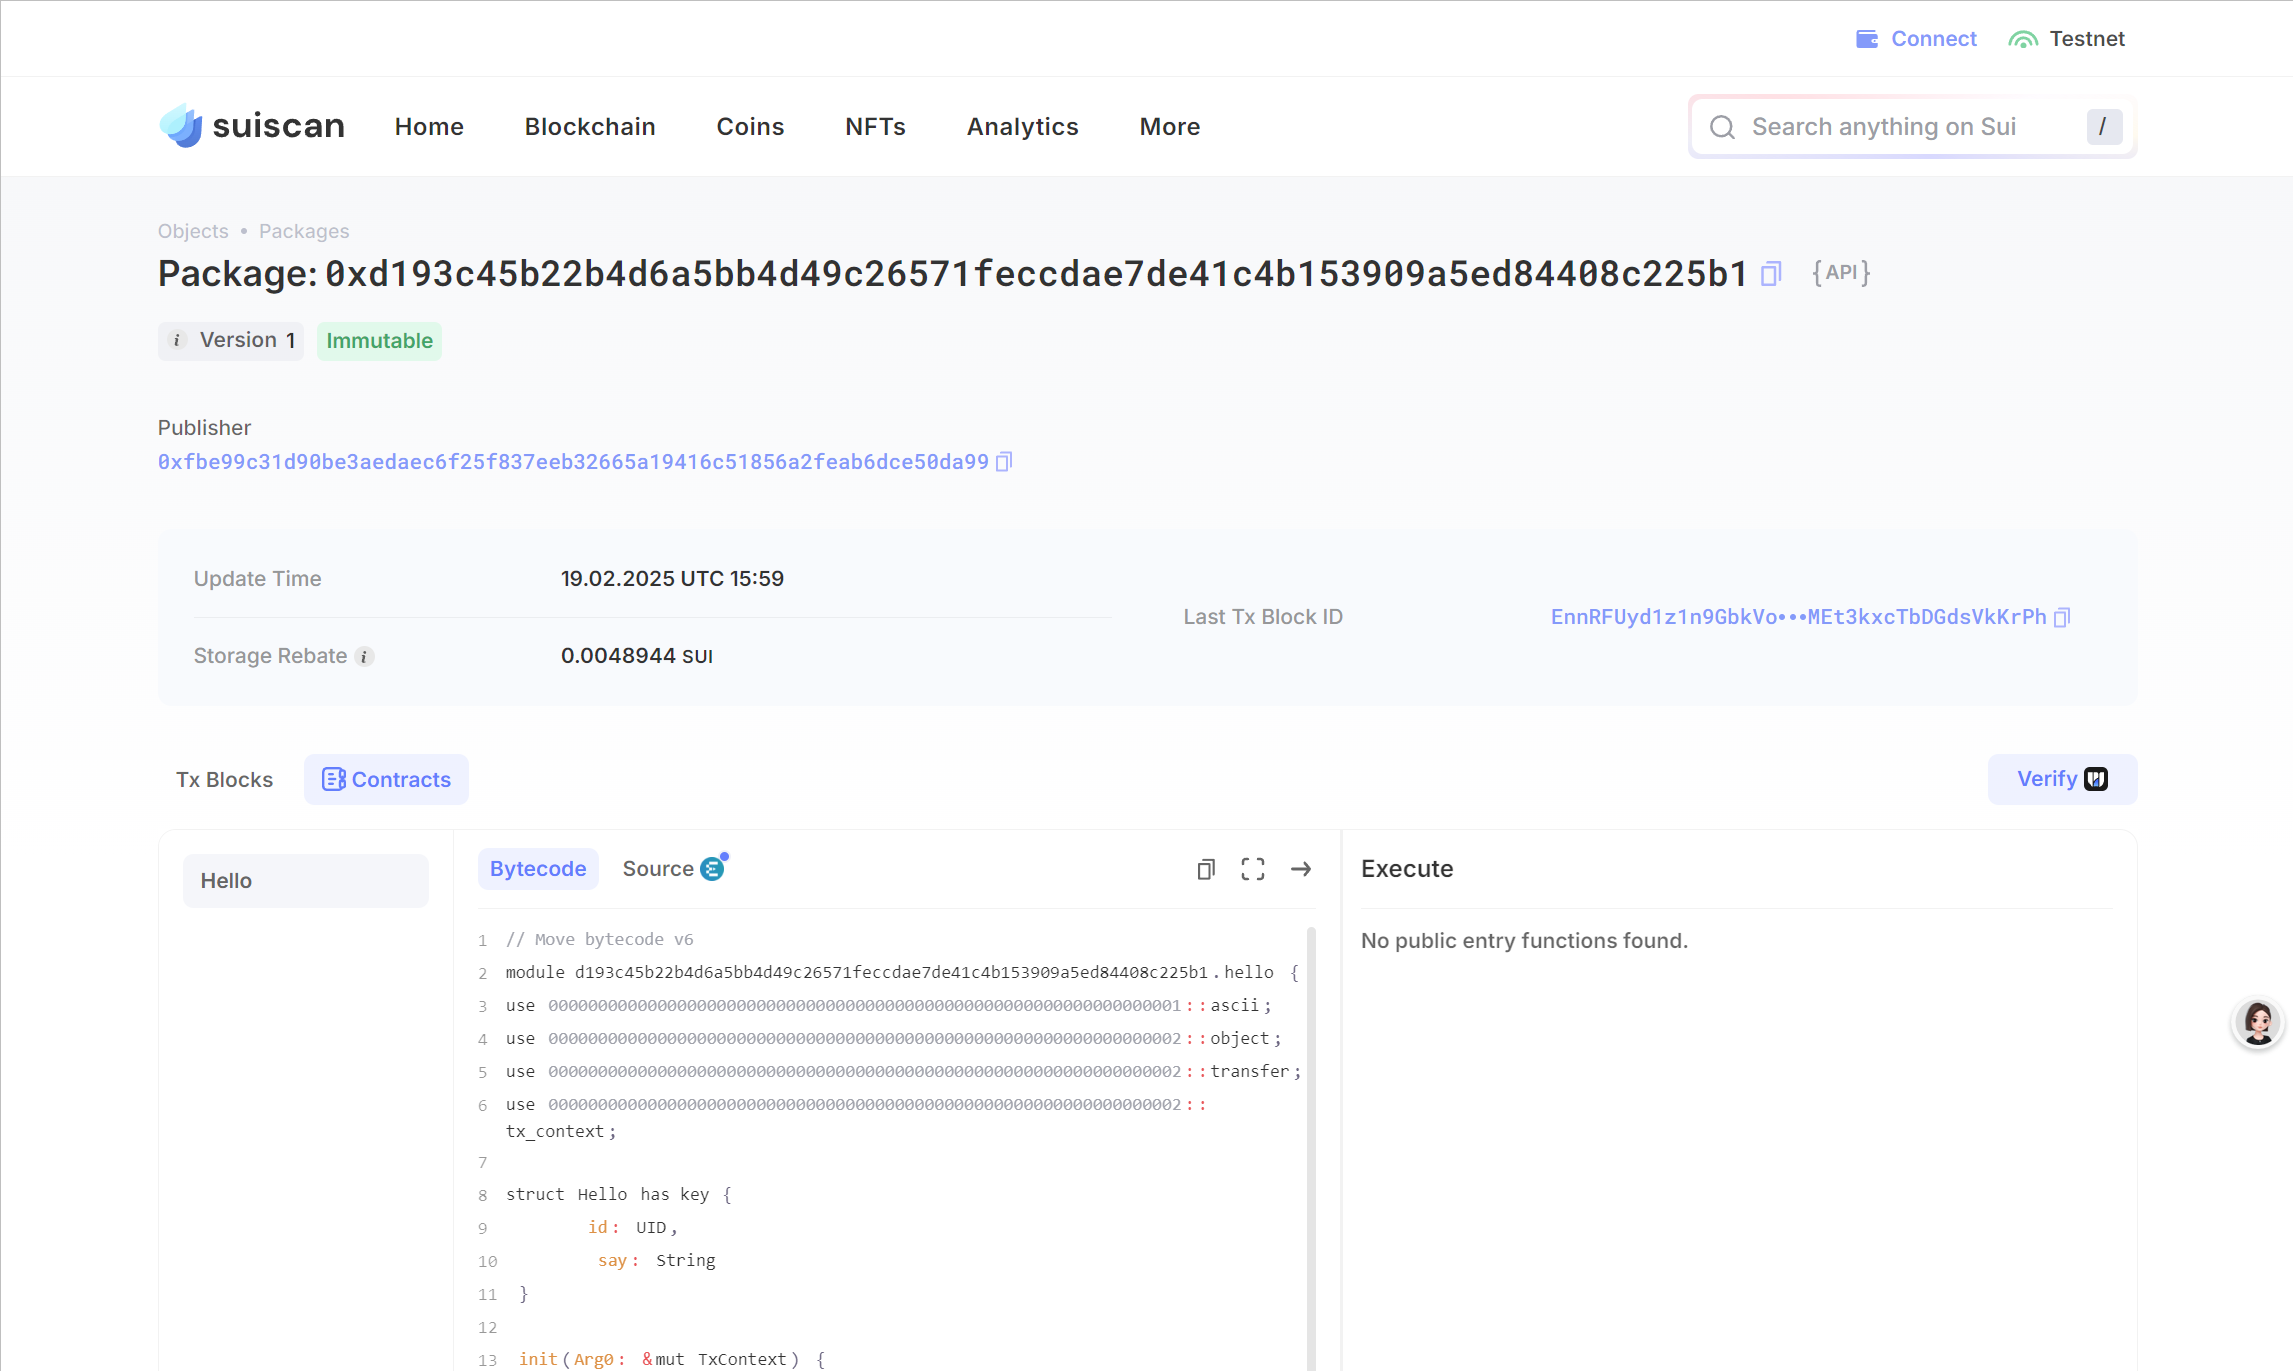 Connect Testnet
suiscan Home Blockchain Coins NFTs Analytics More Search anything on Sui /
Objects • Packages
Package: 0xd193c45b22b4d6a5bb4d49c26571feccdae7de41c4b153909a5ed84408c225b1 {API}
i Version 1 Immutable
Publisher
0xfbe99c31d90be3aedaec6f25f837eeb32665a19416c51856a2feab6dce50da99
Update Time 19.02.2025 UTC 15:59
Last Tx Block ID EnnRFUyd1z1n9GbkVo•••MEt3kxcTbDGdsVkKrPh
Storage Rebate i 0.0048944 SUI
Tx Blocks Contracts Verify
Hello
Bytecode Source
1 // Move bytecode v6
2 module d193c45b22b4d6a5bb4d49c26571feccdae7de41c4b153909a5ed84408c225b1.hello {
3 use 0000000000000000000000000000000000000000000000000000000000000001::ascii;
4 use 0000000000000000000000000000000000000000000000000000000000000002::object;
5 use 0000000000000000000000000000000000000000000000000000000000000002::transfer;
6 use 0000000000000000000000000000000000000000000000000000000000000002::
tx_context;
7
8 struct Hello has key {
9 id: UID,
10 say: String
11 }
12
13 init(Arg0: &mut TxContext) {
Execute
No public entry functions found.